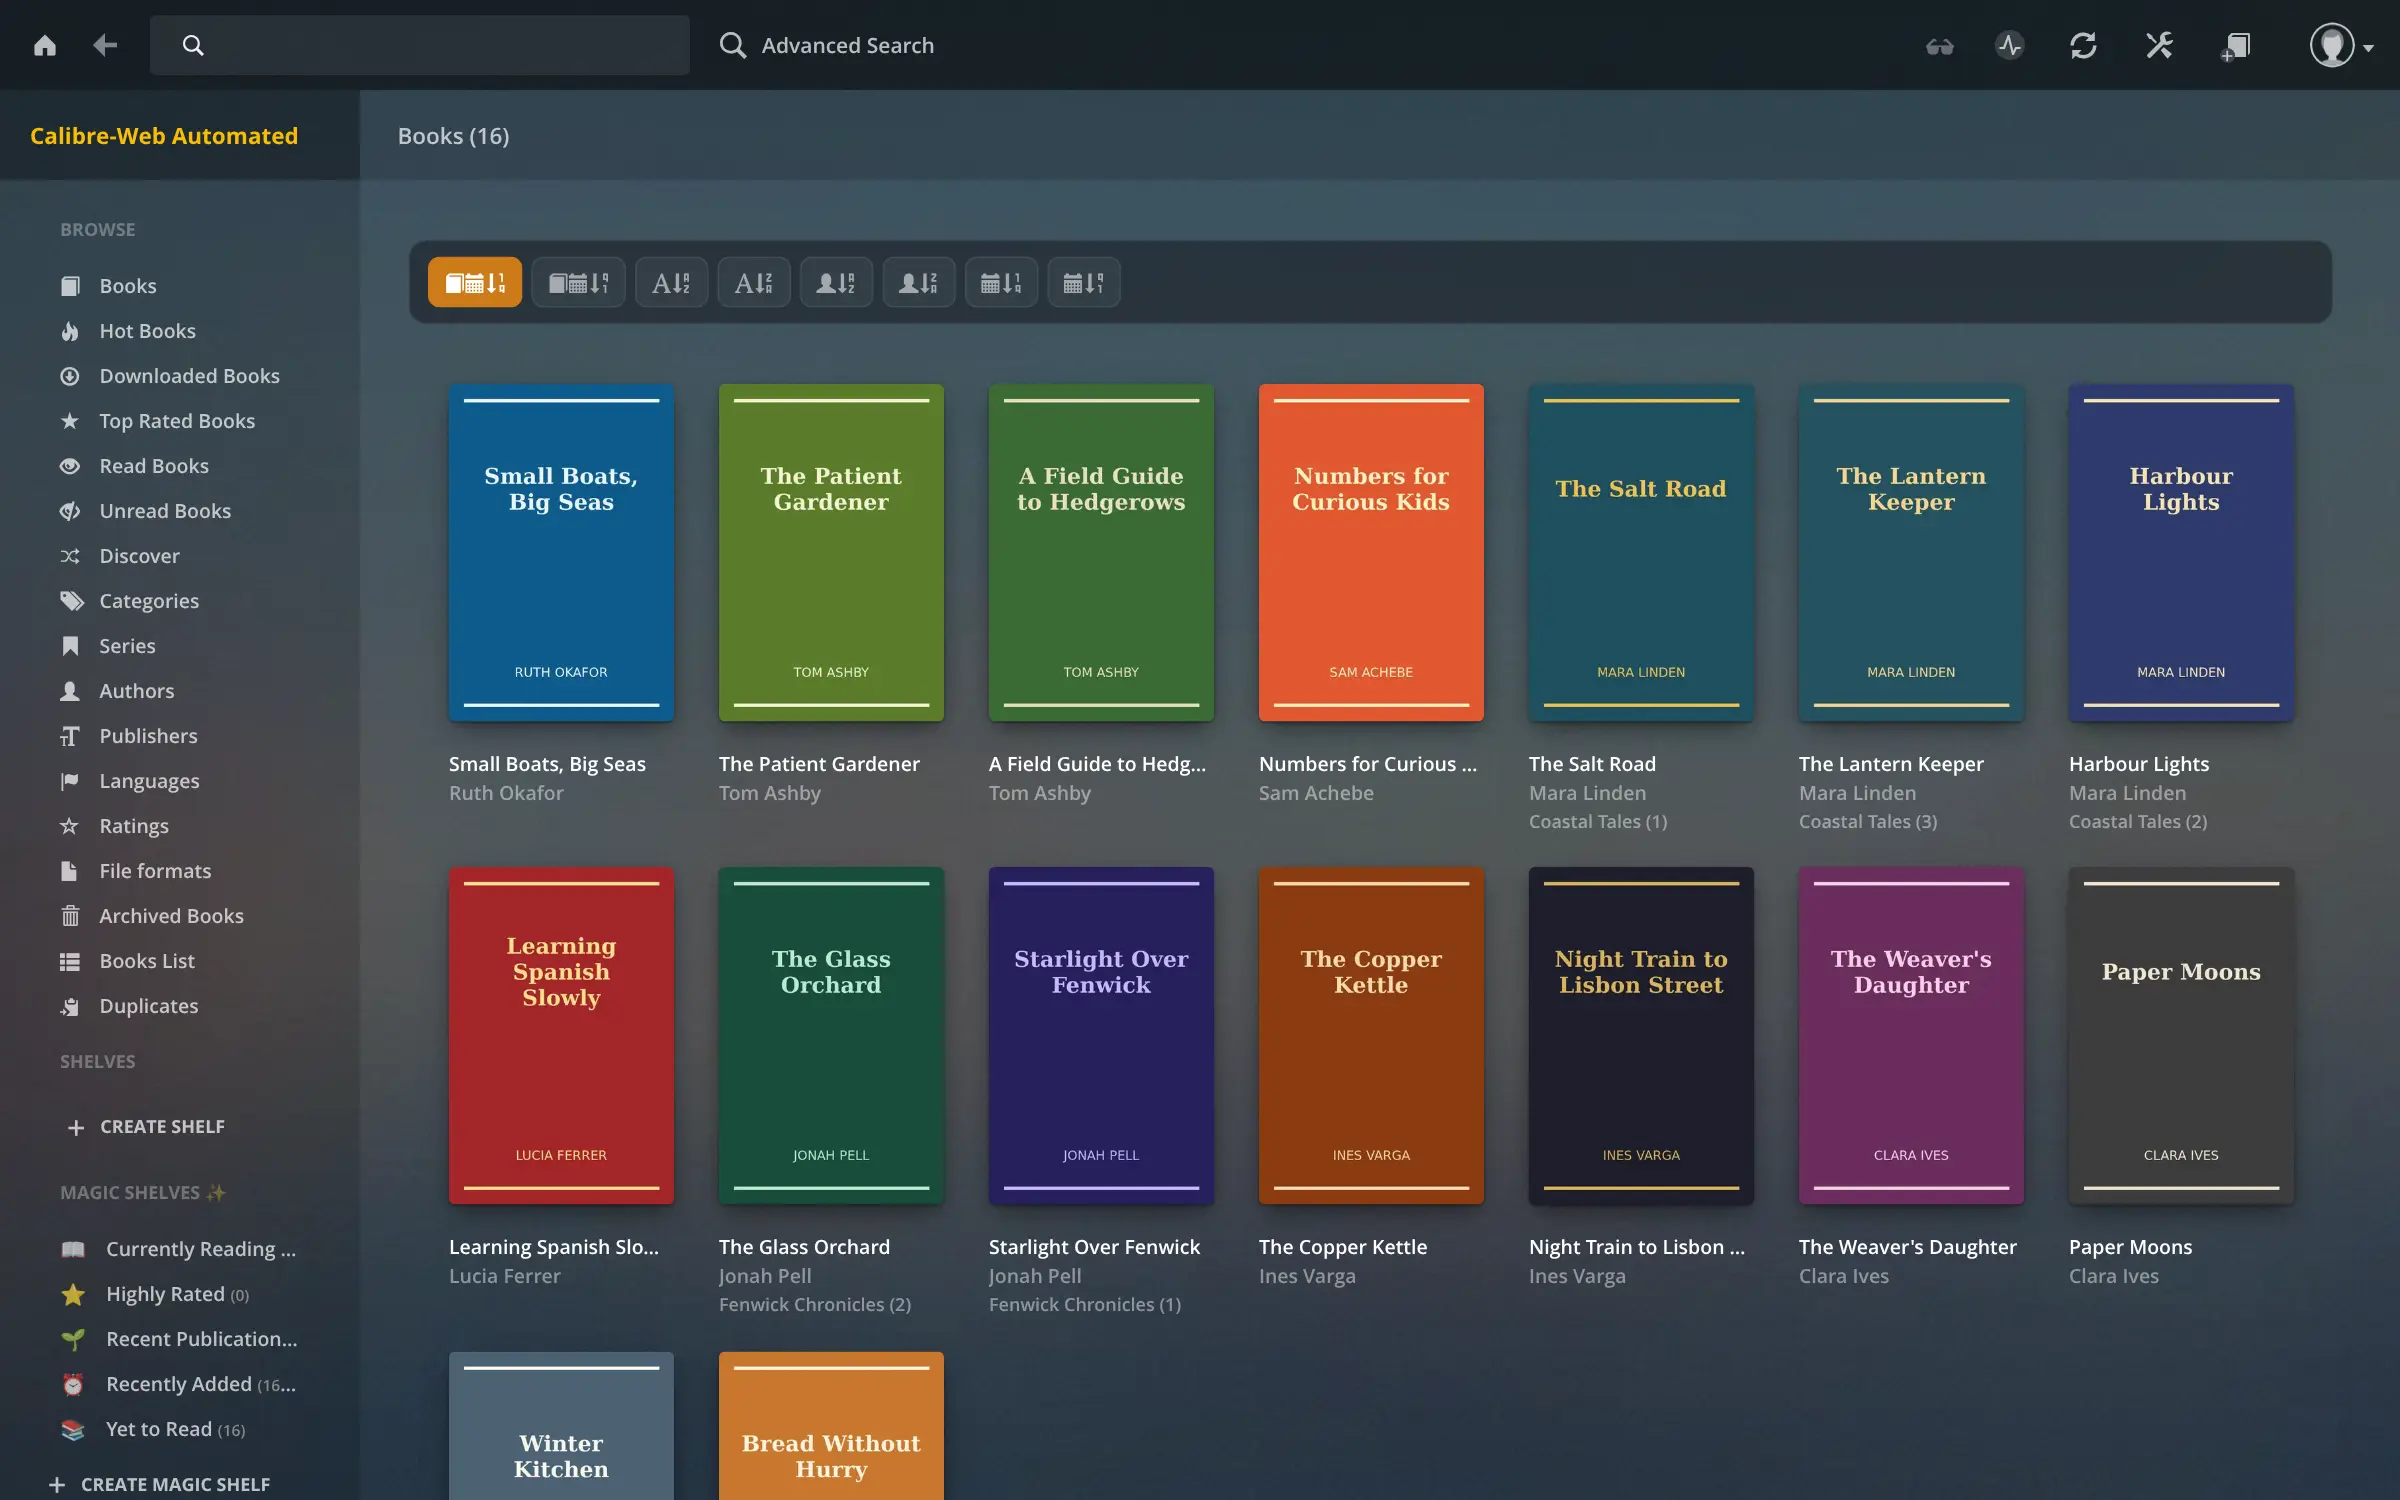 Advanced Search
Calibre-Web Automated
Books (16)
BROWSE
Books
Hot Books
Downloaded Books
Top Rated Books
Read Books
Unread Books
Discover
Categories
Series
Authors
Publishers
Languages
Ratings
File formats
Archived Books
Books List
Duplicates
SHELVES
CREATE SHELF
MAGIC SHELVES ✨
Currently Reading ...
Highly Rated (0)
Recent Publication...
Recently Added (16...
Yet to Read (16)
CREATE MAGIC SHELF
Small Boats,
Big Seas
RUTH OKAFOR
Small Boats, Big Seas
Ruth Okafor
The Patient
Gardener
TOM ASHBY
The Patient Gardener
Tom Ashby
A Field Guide
to Hedgerows
TOM ASHBY
A Field Guide to Hedg...
Tom Ashby
Numbers for
Curious Kids
SAM ACHEBE
Numbers for Curious ...
Sam Achebe
The Salt Road
MARA LINDEN
The Salt Road
Mara Linden
Coastal Tales (1)
The Lantern
Keeper
MARA LINDEN
The Lantern Keeper
Mara Linden
Coastal Tales (3)
Harbour
Lights
MARA LINDEN
Harbour Lights
Mara Linden
Coastal Tales (2)
Learning
Spanish
Slowly
LUCIA FERRER
Learning Spanish Slo...
Lucia Ferrer
The Glass
Orchard
JONAH PELL
The Glass Orchard
Jonah Pell
Fenwick Chronicles (2)
Starlight Over
Fenwick
JONAH PELL
Starlight Over Fenwick
Jonah Pell
Fenwick Chronicles (1)
The Copper
Kettle
INES VARGA
The Copper Kettle
Ines Varga
Night Train to
Lisbon Street
INES VARGA
Night Train to Lisbon ...
Ines Varga
The Weaver's
Daughter
CLARA IVES
The Weaver's Daughter
Clara Ives
Paper Moons
CLARA IVES
Paper Moons
Clara Ives
Winter
Kitchen
Bread Without
Hurry